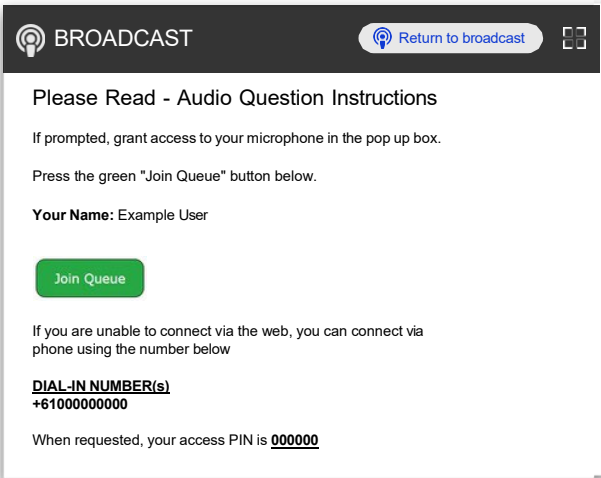 BROADCAST
Return to broadcast
Please Read - Audio Question Instructions
If prompted, grant access to your microphone in the pop up box.
Press the green "Join Queue" button below.
Your Name: Example User
Join Queue
If you are unable to connect via the web, you can connect via
phone using the number below
DIAL-IN NUMBER(s)
+61000000000
When requested, your access PIN is 000000